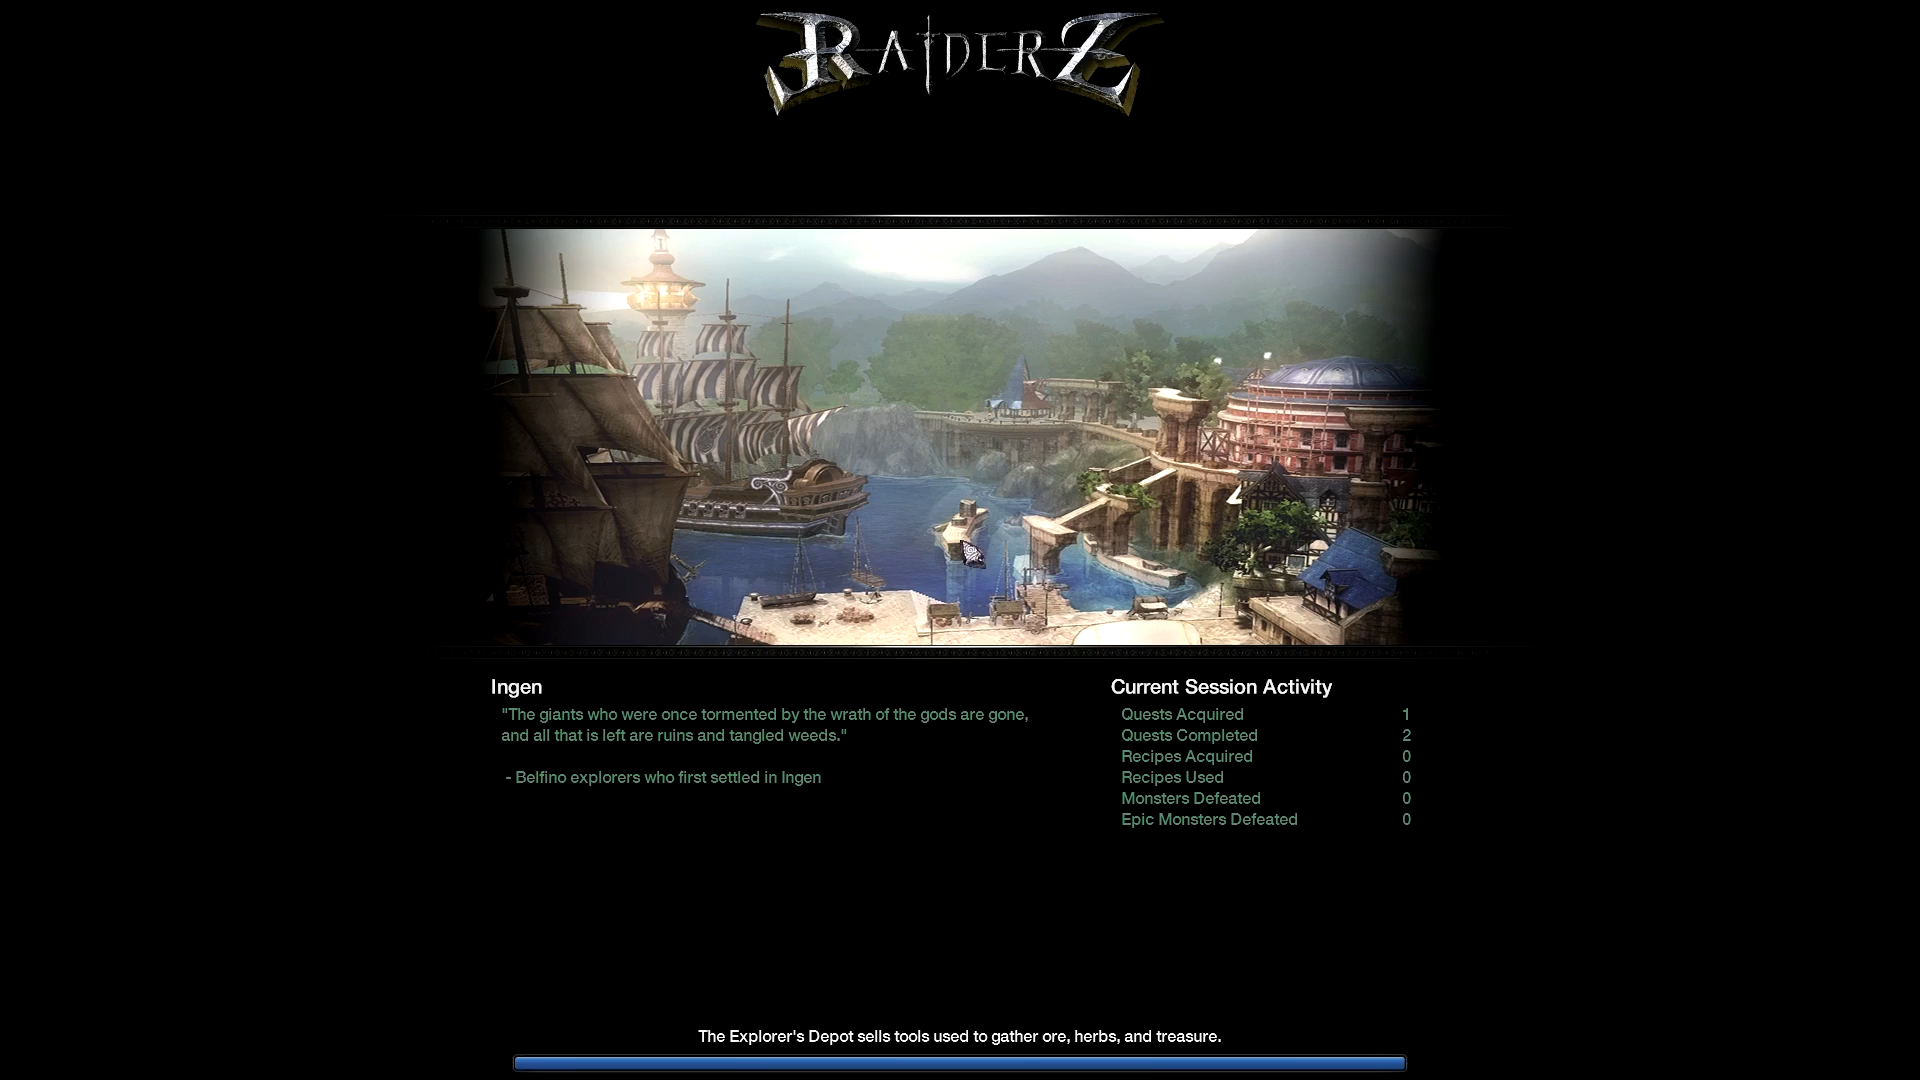 RAIDERZ
Ingen
"The giants who were once tormented by the wrath of the gods are gone,
and all that is left are ruins and tangled weeds."
- Belfino explorers who first settled in Ingen
Current Session Activity
Quests Acquired 1
Quests Completed 2
Recipes Acquired 0
Recipes Used 0
Monsters Defeated 0
Epic Monsters Defeated 0
The Explorer's Depot sells tools used to gather ore, herbs, and treasure.